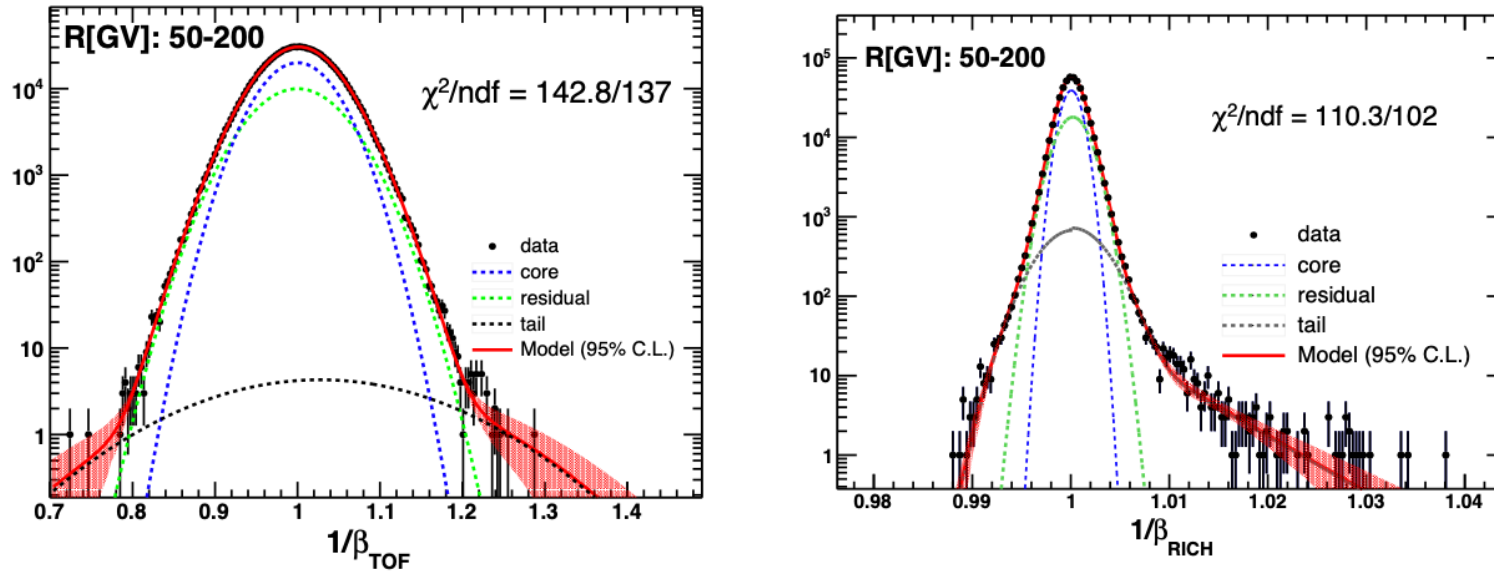 R[GV]: 50-200
χ²/ndf = 142.8/137
10⁴
10³
10²
10
1
data
core
residual
tail
Model (95% C.L.)
0.7 0.8 0.9 1 1.1 1.2 1.3 1.4
1/β_TOF
R[GV]: 50-200
χ²/ndf = 110.3/102
10⁵
10⁴
10³
10²
10
1
data
core
residual
tail
Model (95% C.L.)
0.98 0.99 1 1.01 1.02 1.03 1.04
1/β_RICH